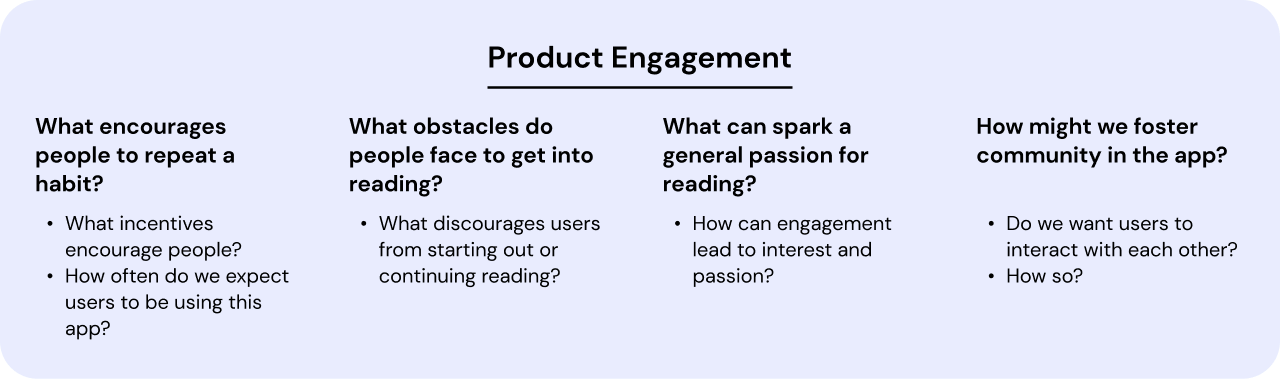 Product Engagement
What encourages
people to repeat a
habit?
• What incentives
encourage people?
• How often do we expect
users to be using this
app?
What obstacles do
people face to get into
reading?
• What discourages users
from starting out or
continuing reading?
What can spark a
general passion for
reading?
• How can engagement
lead to interest and
passion?
How might we foster
community in the app?
• Do we want users to
interact with each other?
• How so?